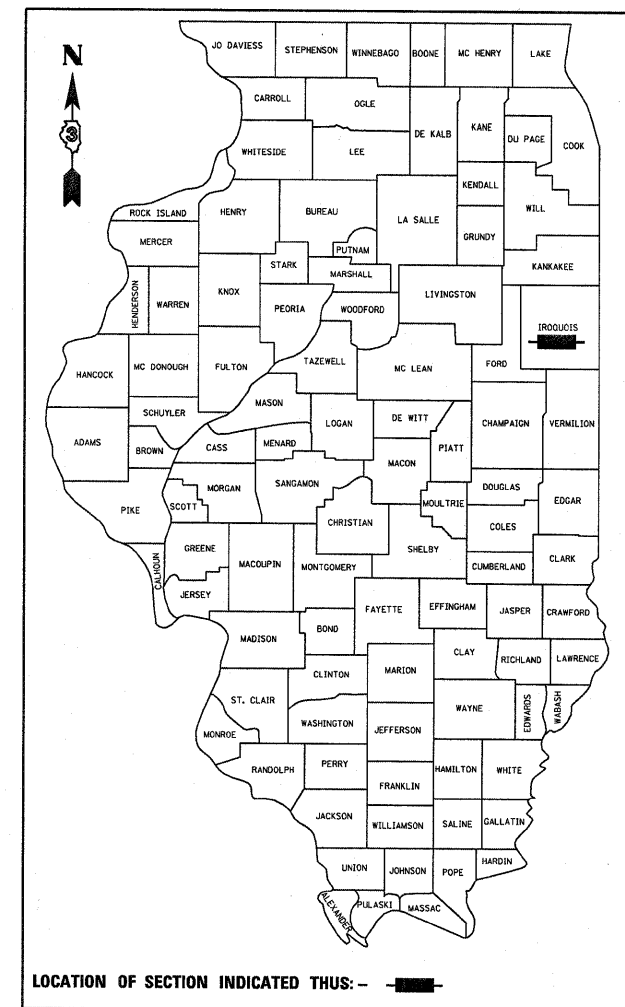 JO DAVIESS STEPHENSON WINNEBAGO BOONE MC HENRY LAKE
N
CARROLL OGLE
3
DE KALB KANE DU PAGE COOK
WHITESIDE LEE
KENDALL
ROCK ISLAND HENRY BUREAU LA SALLE WILL
MERCER PUTNAM GRUNDY
STARK MARSHALL KANKAKEE
HENDERSON WARREN KNOX PEORIA WOODFORD LIVINGSTON
IROQUOIS
HANCOCK MC DONOUGH FULTON TAZEWELL MC LEAN FORD
MASON
SCHUYLER LOGAN DE WITT CHAMPAIGN VERMILION
ADAMS BROWN CASS MENARD PIATT
MACON
MORGAN SANGAMON DOUGLAS
PIKE SCOTT MOULTRIE EDGAR
CHRISTIAN COLES
GREENE SHELBY
CALHOUN MACOUPIN MONTGOMERY CUMBERLAND CLARK
JERSEY
FAYETTE EFFINGHAM JASPER CRAWFORD
MADISON BOND
CLAY RICHLAND LAWRENCE
CLINTON MARION
ST. CLAIR WAYNE EDWARDS WABASH
WASHINGTON JEFFERSON
MONROE
RANDOLPH PERRY HAMILTON WHITE
FRANKLIN
JACKSON WILLIAMSON SALINE GALLATIN
UNION JOHNSON POPE HARDIN
ALEXANDER PULASKI MASSAC
LOCATION OF SECTION INDICATED THUS: -